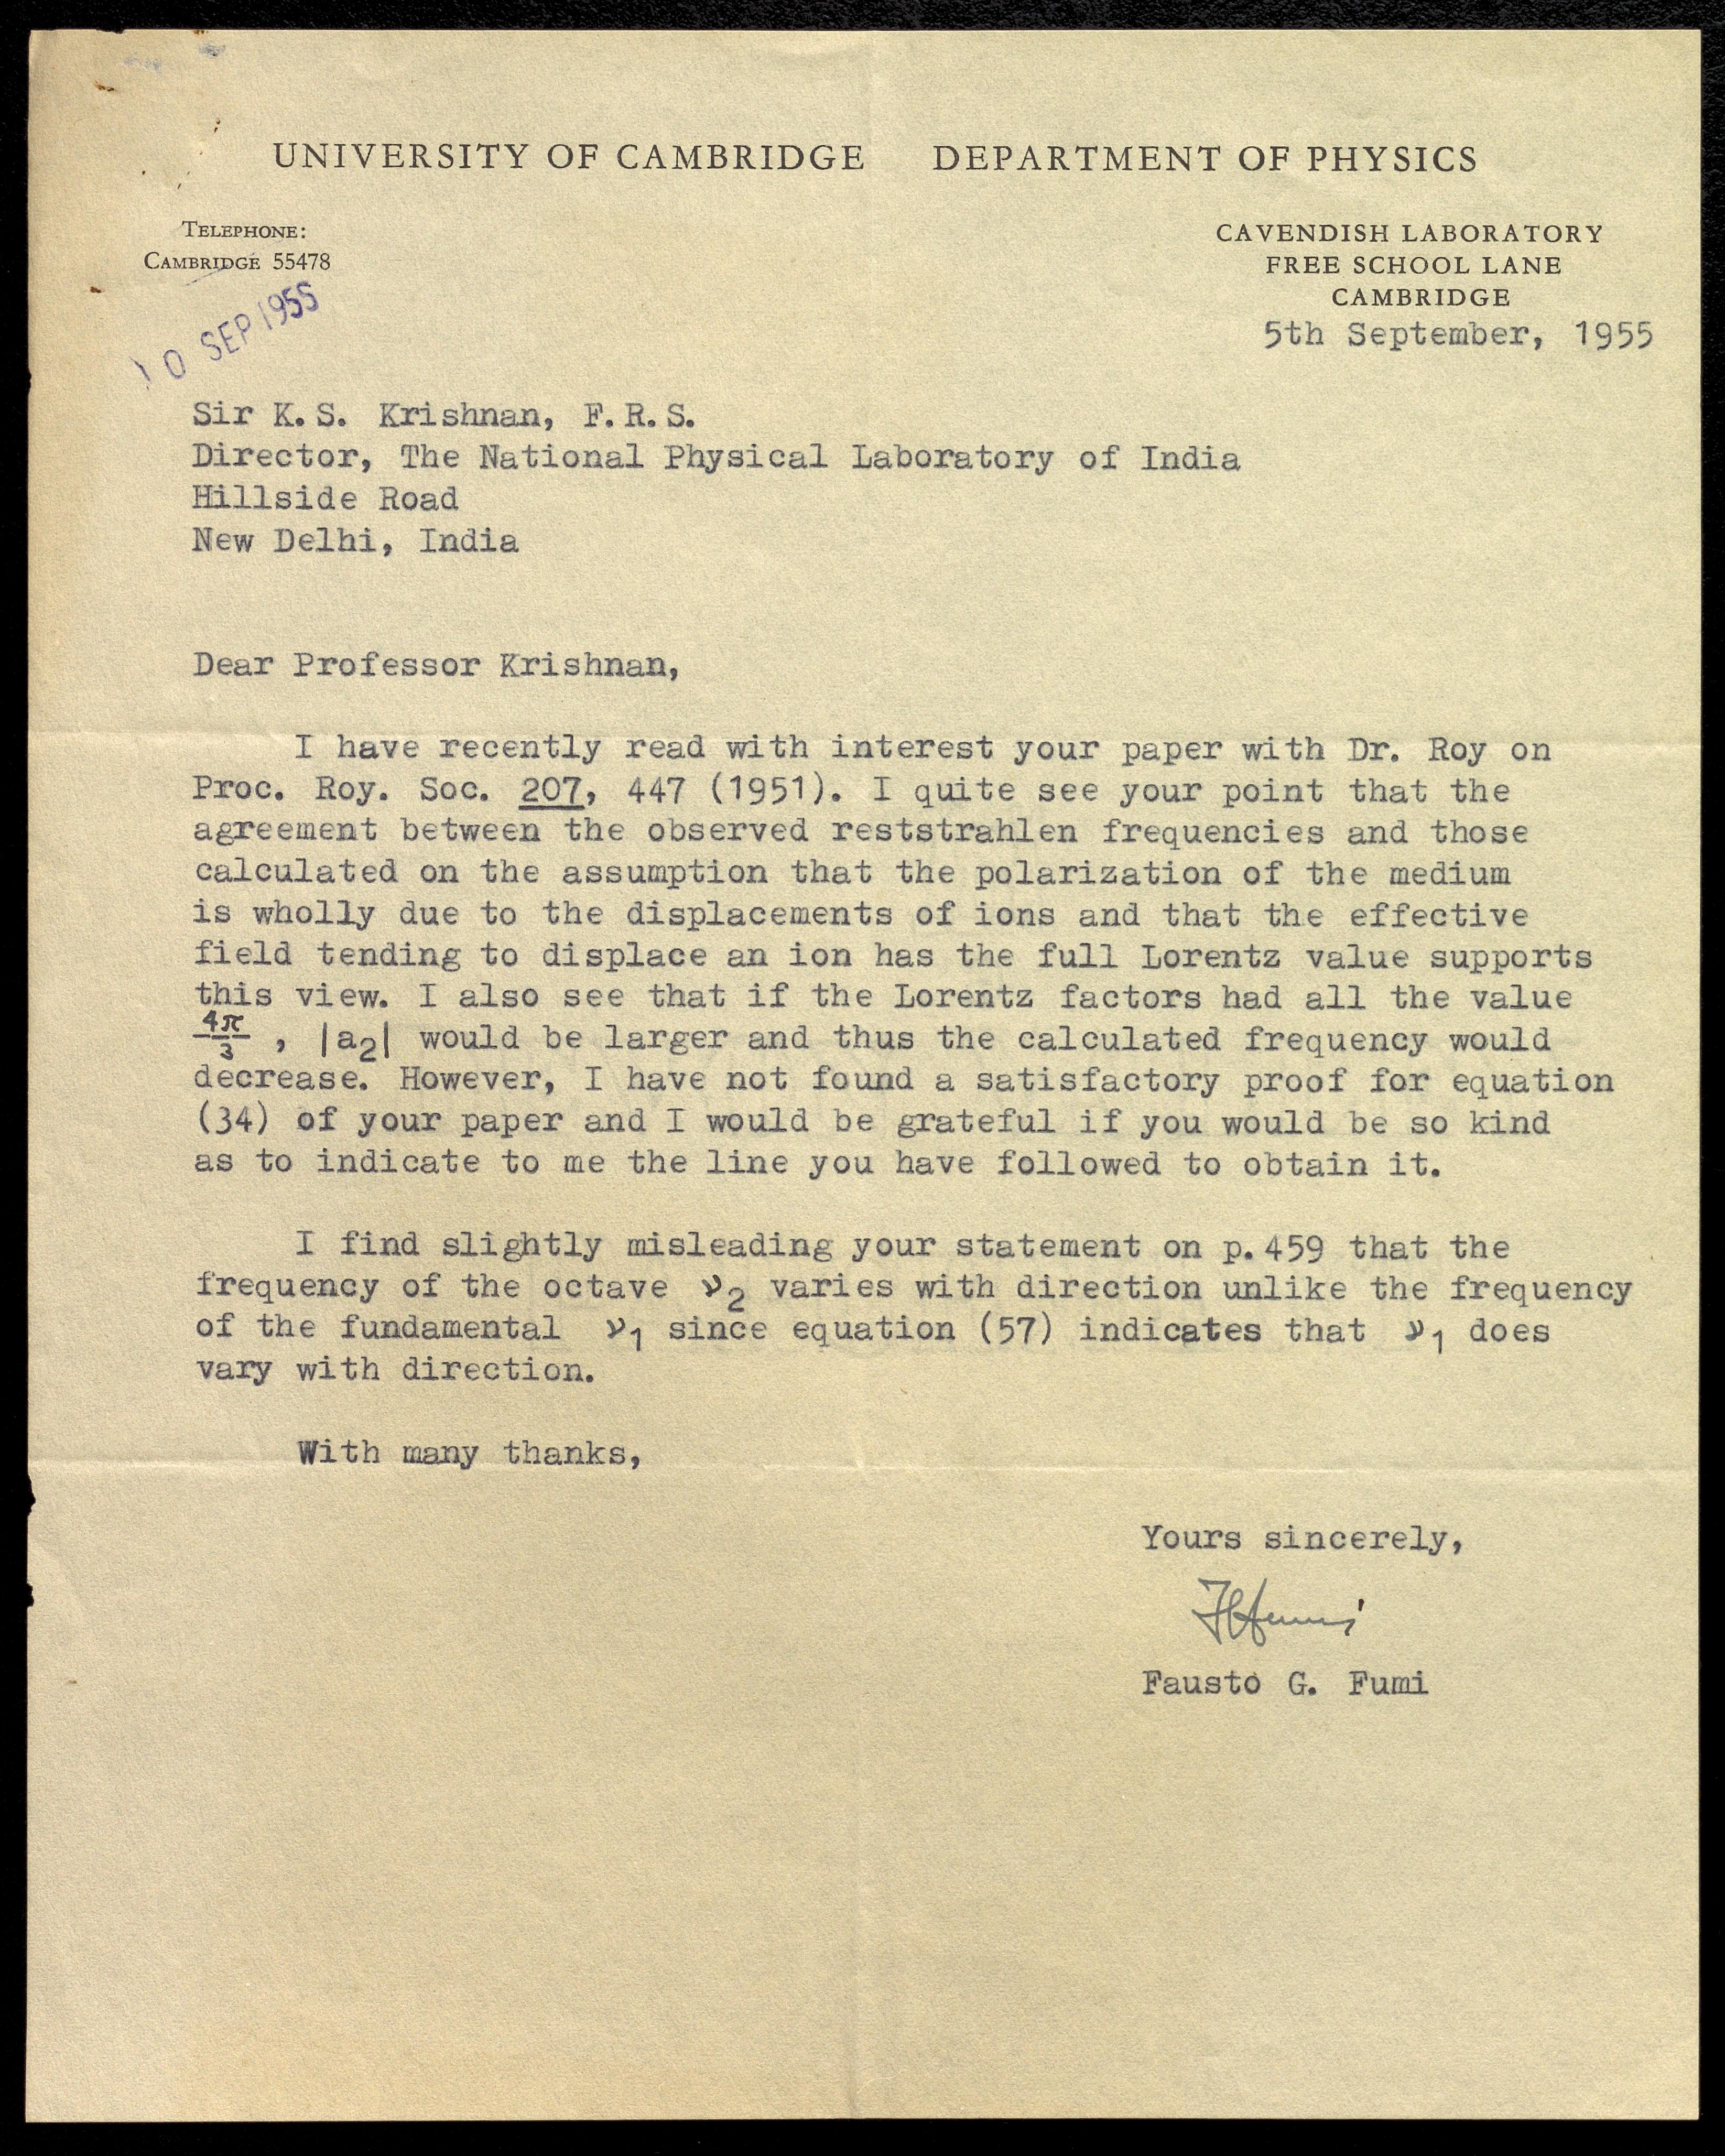 UNIVERSITY OF CAMBRIDGE DEPARTMENT OF PHYSICS
TELEPHONE:
CAMBRIDGE 55478
CAVENDISH LABORATORY
FREE SCHOOL LANE
CAMBRIDGE
5th September, 1955
10 SEP 1955
Sir K.S. Krishnan, F.R.S.
Director, The National Physical Laboratory of India
Hillside Road
New Delhi, India
Dear Professor Krishnan,
I have recently read with interest your paper with Dr. Roy on
Proc. Roy. Soc. 207, 447 (1951). I quite see your point that the
agreement between the observed reststrahlen frequencies and those
calculated on the assumption that the polarization of the medium
is wholly due to the displacements of ions and that the effective
field tending to displace an ion has the full Lorentz value supports
this view. I also see that if the Lorentz factors had all the value
4π/3 , |a₂| would be larger and thus the calculated frequency would
decrease. However, I have not found a satisfactory proof for equation
(34) of your paper and I would be grateful if you would be so kind
as to indicate to me the line you have followed to obtain it.
I find slightly misleading your statement on p.459 that the
frequency of the octave ν₂ varies with direction unlike the frequency
of the fundamental ν₁ since equation (57) indicates that ν₁ does
vary with direction.
With many thanks,
Yours sincerely,
Fausto G. Fumi